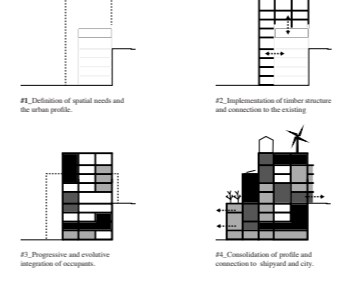 #1_Definition of spatial needs and
the urban profile.
#2_Implementation of timber structure
and connection to the existing
#3_Progressive and evolutive
integration of occupants.
#4_Consolidation of profile and
connection to shipyard and city.